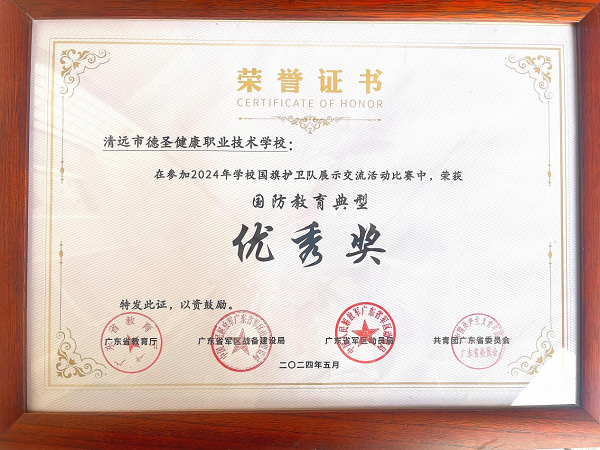 荣誉证书
CERTIFICATE OF HONOR
清远市德圣健康职业技术学校：
在参加2024年学校国旗护卫队展示交流活动比赛中，荣获
国防教育典型
优秀奖
特发此证，以资鼓励。
广东省教育厅 广东省军区战备建设局 广东省军区动员局 共青团广东省委员会
二〇二四年五月